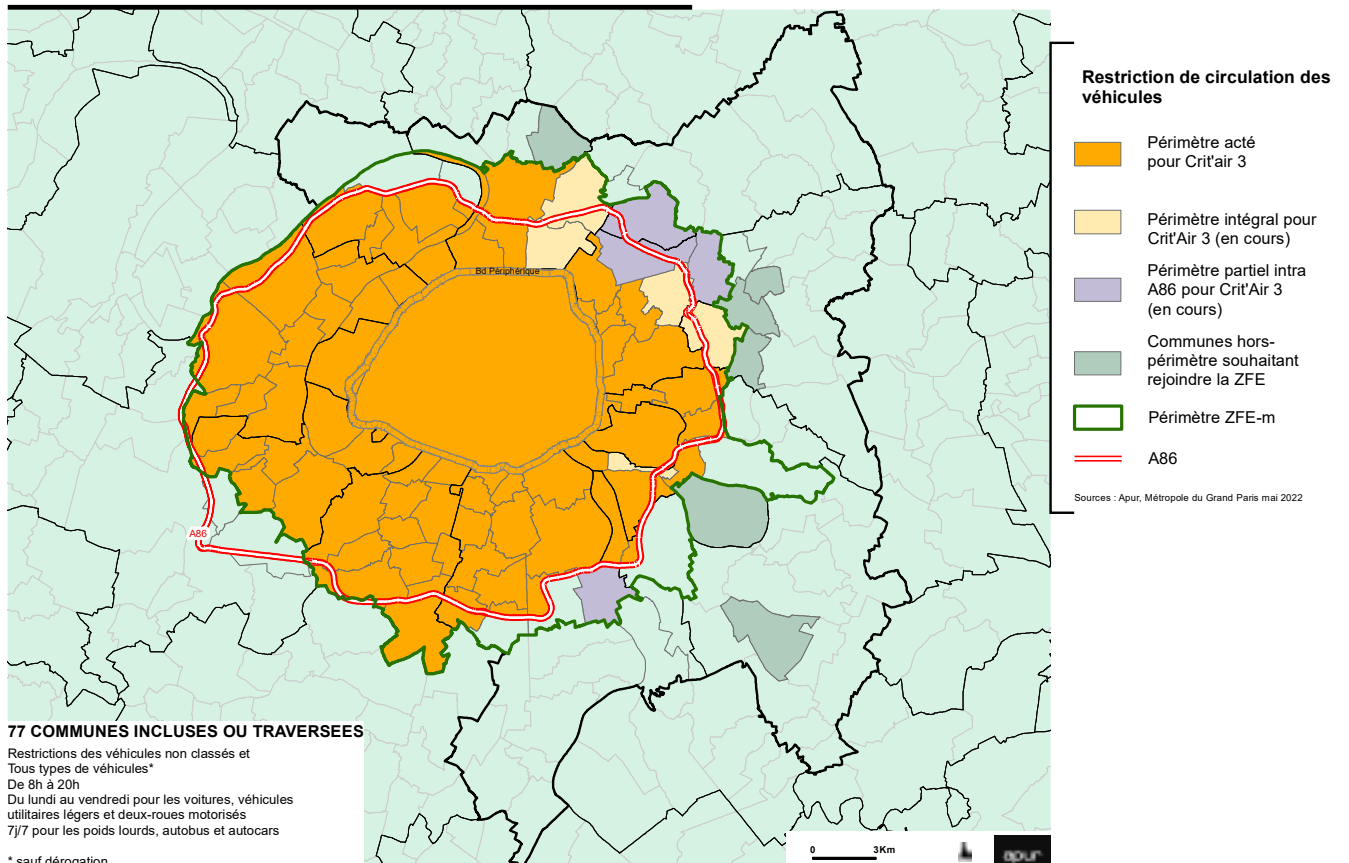 Bd Périphérique
A86
77 COMMUNES INCLUSES OU TRAVERSEES
Restrictions des véhicules non classés et
Tous types de véhicules*
De 8h à 20h
Du lundi au vendredi pour les voitures, véhicules
utilitaires légers et deux-roues motorisés
7j/7 pour les poids lourds, autobus et autocars
* sauf dérogation
0 3Km
apur
Restriction de circulation des
véhicules
Périmètre acté
pour Crit'air 3
Périmètre intégral pour
Crit'Air 3 (en cours)
Périmètre partiel intra
A86 pour Crit'Air 3
(en cours)
Communes hors-
périmètre souhaitant
rejoindre la ZFE
Périmètre ZFE-m
A86
Sources : Apur, Métropole du Grand Paris mai 2022